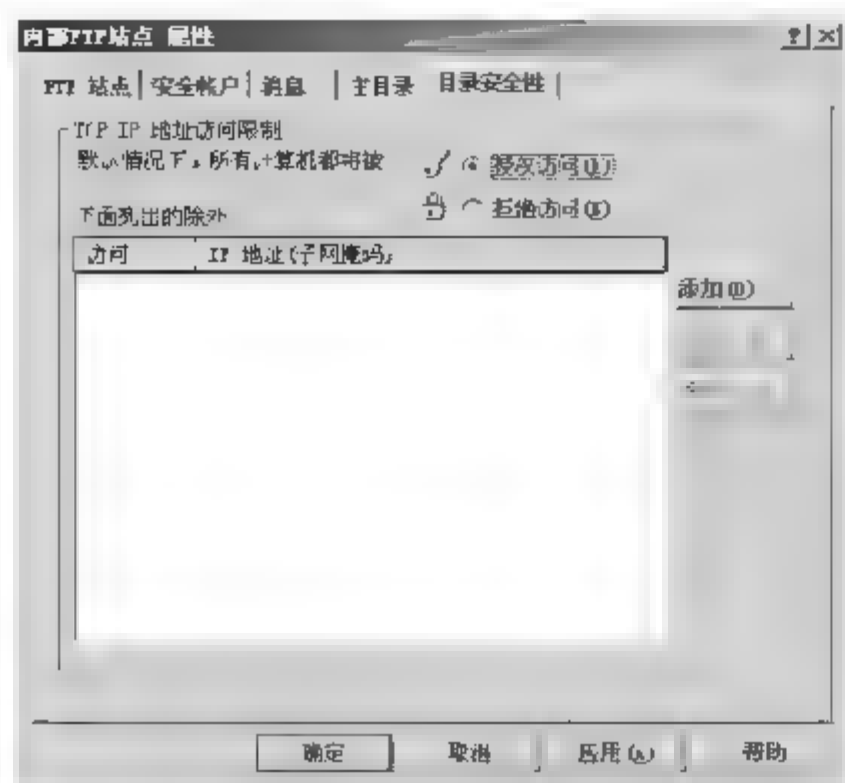 内部FTP站点 属性
FTP 站点 安全帐户 消息 主目录 目录安全性
TCP/IP 地址访问限制
默认情况下，所有计算机都将被
授权访问(R)
拒绝访问(N)
下面列出的除外
访问 IP 地址(子网掩码)
添加(D)
确定 取消 应用(A) 帮助